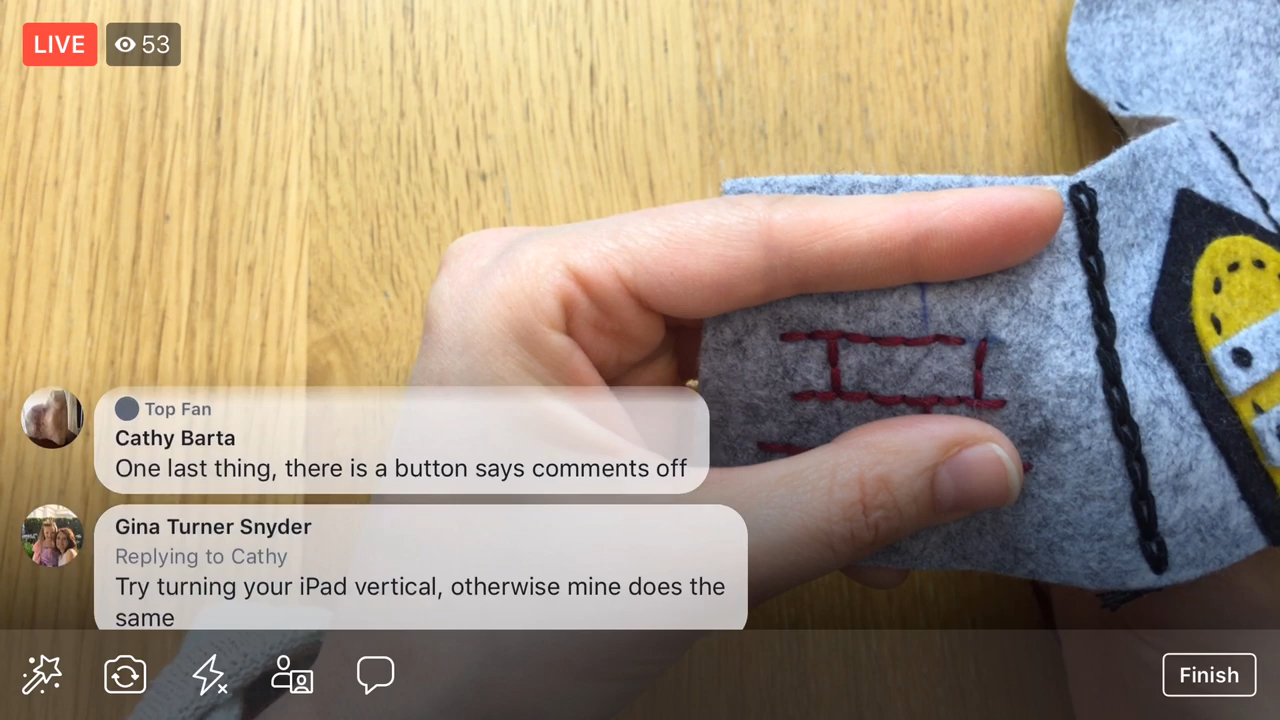 LIVE 53
Top Fan
Cathy Barta
One last thing, there is a button says comments off
Gina Turner Snyder
Replying to Cathy
Try turning your iPad vertical, otherwise mine does the
same
Finish